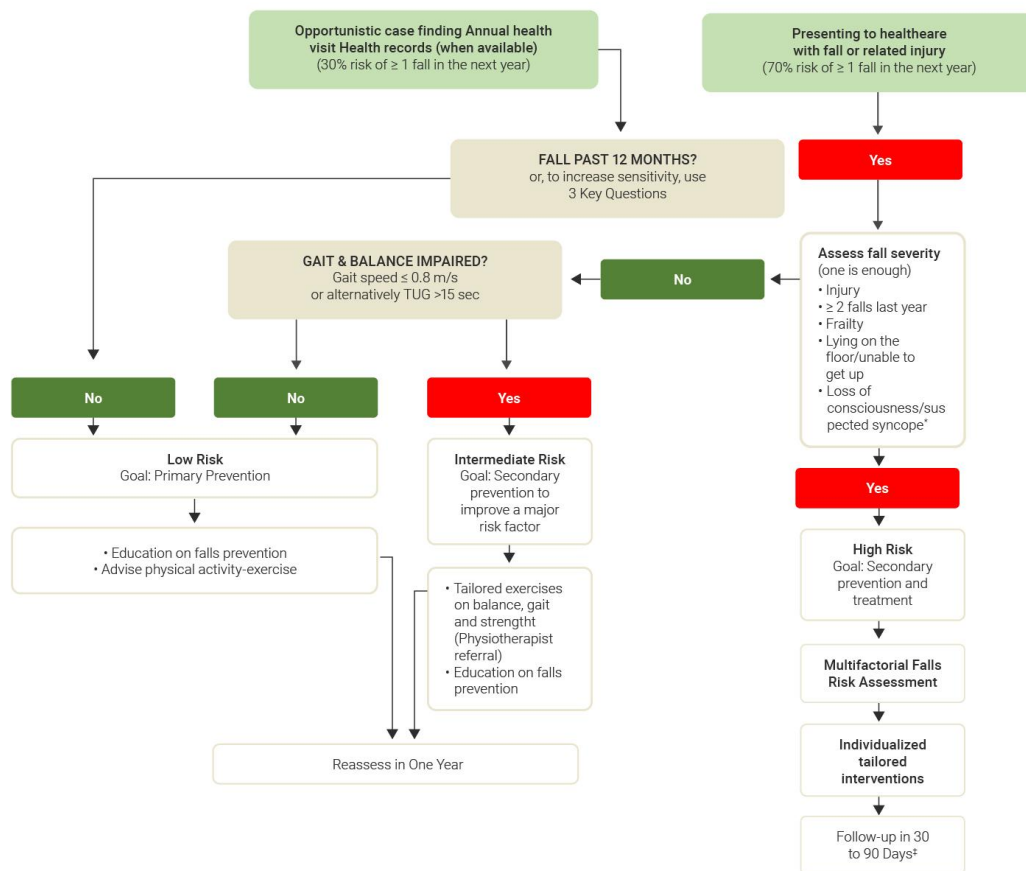 Opportunistic case finding Annual health
visit Health records (when available)
(30% risk of ≥ 1 fall in the next year)
Presenting to healthcare
with fall or related injury
(70% risk of ≥ 1 fall in the next year)
FALL PAST 12 MONTHS?
or, to increase sensitivity, use
3 Key Questions
Yes
GAIT & BALANCE IMPAIRED?
Gait speed ≤ 0.8 m/s
or alternatively TUG >15 sec
No
Assess fall severity
(one is enough)
• Injury
• ≥ 2 falls last year
• Frailty
• Lying on the
floor/unable to
get up
• Loss of
consciousness/sus
pected syncope*
No
No
Yes
Low Risk
Goal: Primary Prevention
Intermediate Risk
Goal: Secondary
prevention to
improve a major
risk factor
Yes
• Education on falls prevention
• Advise physical activity-exercise
High Risk
Goal: Secondary
prevention and
treatment
• Tailored exercises
on balance, gait
and strengtht
(Physiotherapist
referral)
• Education on falls
prevention
Multifactorial Falls
Risk Assessment
Reassess in One Year
Individualized
tailored
interventions
Follow-up in 30
to 90 Days‡